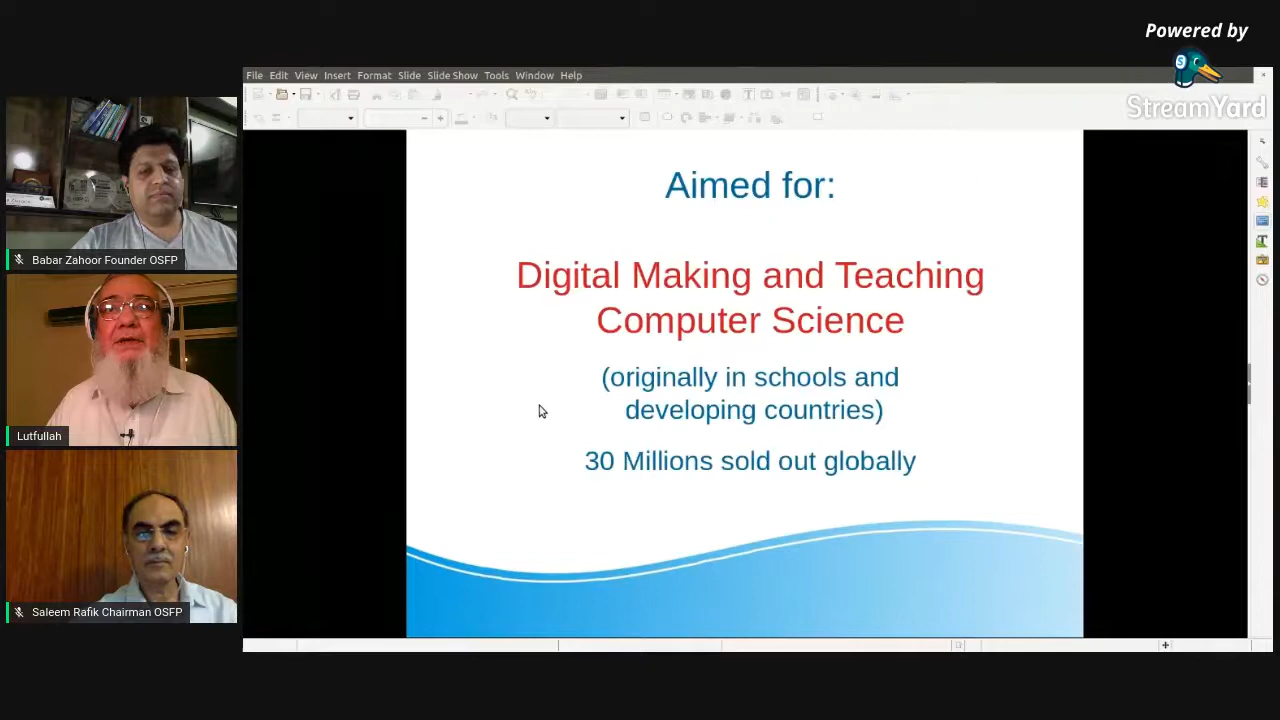 Powered by
StreamYard
File Edit View Insert Format Slide Slide Show Tools Window Help
Babar Zahoor Founder OSFP
Lutfullah
Saleem Rafik Chairman OSFP
Aimed for:
Digital Making and Teaching
Computer Science
(originally in schools and
developing countries)
30 Millions sold out globally